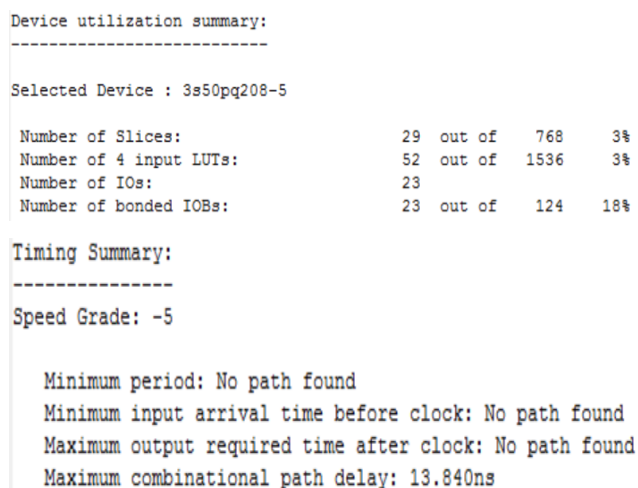 Device utilization summary:
---------------------------
Selected Device : 3s50pq208-5
Number of Slices: 29 out of 768 3%
Number of 4 input LUTs: 52 out of 1536 3%
Number of IOs: 23
Number of bonded IOBs: 23 out of 124 18%
Timing Summary:
---------------
Speed Grade: -5
Minimum period: No path found
Minimum input arrival time before clock: No path found
Maximum output required time after clock: No path found
Maximum combinational path delay: 13.840ns